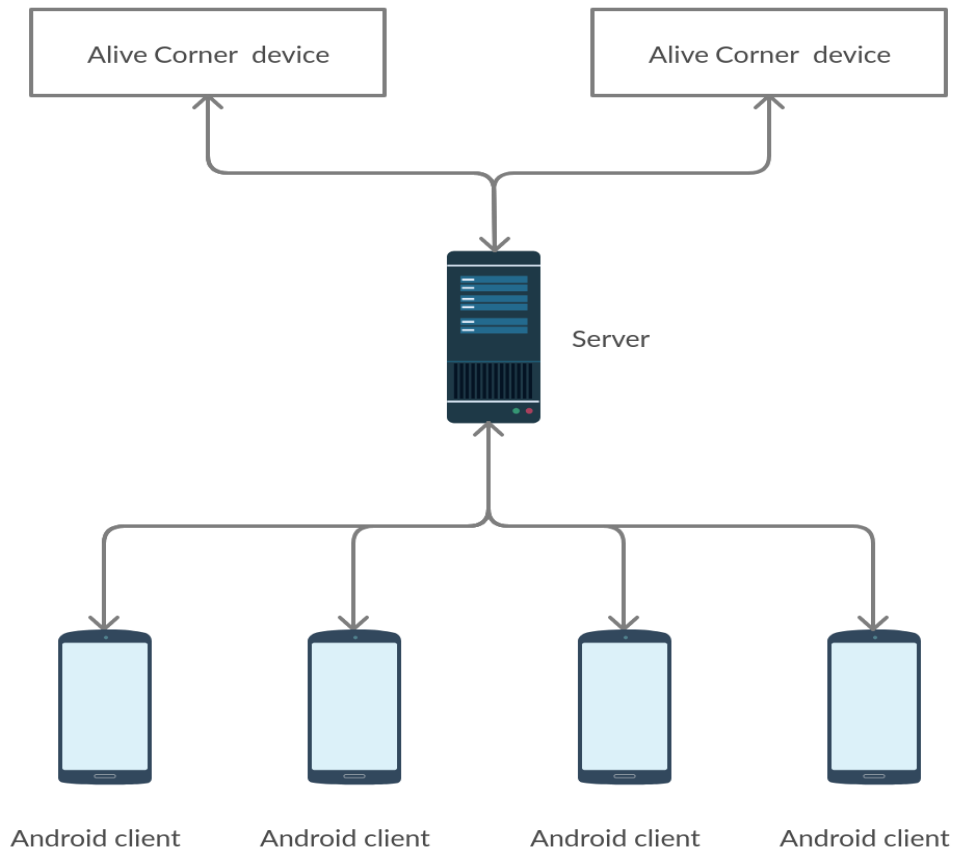 Alive Corner  device
Alive Corner  device
Server
Android client
Android client
Android client
Android client